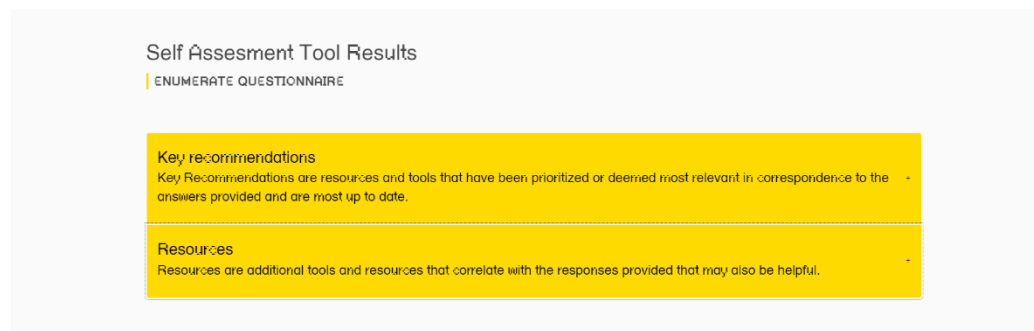 Self Assesment Tool Results
ENUMERATE QUESTIONNAIRE
Key recommendations
Key Recommendations are resources and tools that have been prioritized or deemed most relevant in correspondence to the
answers provided and are most up to date.
Resources
Resources are additional tools and resources that correlate with the responses provided that may also be helpful.